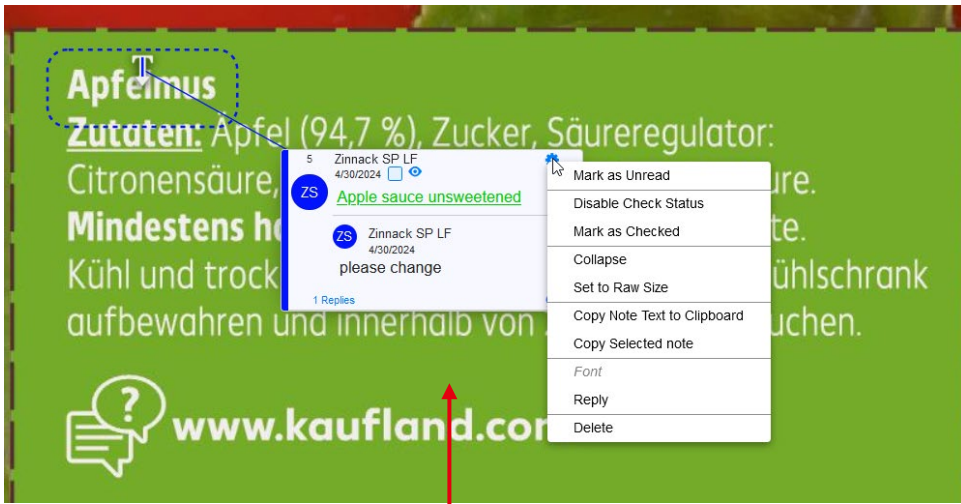 Apfelmus
Zutaten: Äpfel (94,7 %), Zucker, Säureregulator:
Citronensäure, ure.
Mindestens te.
Kühl und trock ühlschrank
aufbewahren und innerhalb von uchen.
?
www.kaufland.co
5 Zinnack SP LF
4/30/2024
ZS
Apple sauce unsweetened
ZS Zinnack SP LF
4/30/2024
please change
1 Replies
Mark as Unread
Disable Check Status
Mark as Checked
Collapse
Set to Raw Size
Copy Note Text to Clipboard
Copy Selected note
Font
Reply
Delete